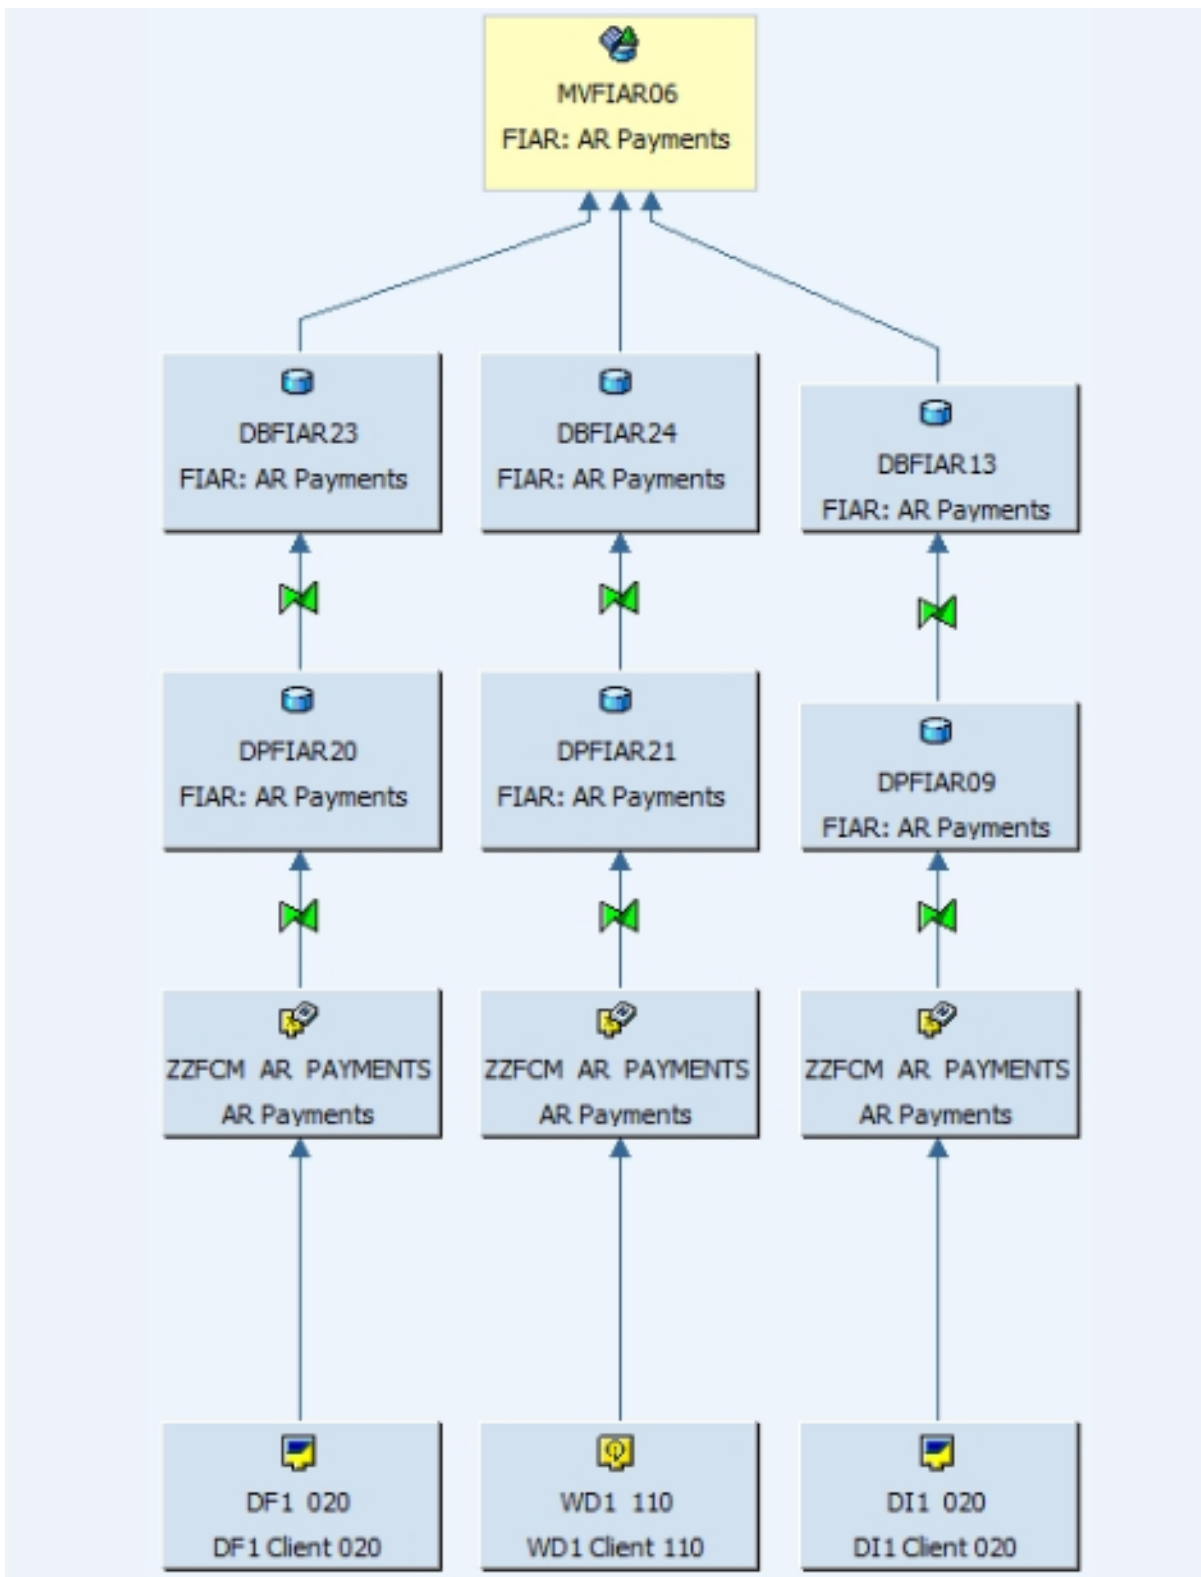 MVFIAR06
FIAR: AR Payments
DBFIAR23
FIAR: AR Payments
DBFIAR24
FIAR: AR Payments
DBFIAR13
FIAR: AR Payments
DPFIAR20
FIAR: AR Payments
DPFIAR21
FIAR: AR Payments
DPFIAR09
FIAR: AR Payments
ZZFCM AR PAYMENTS
AR Payments
ZZFCM AR PAYMENTS
AR Payments
ZZFCM AR PAYMENTS
AR Payments
DF1 020
DF1 Client 020
WD1 110
WD1 Client 110
DI1 020
DI1 Client 020